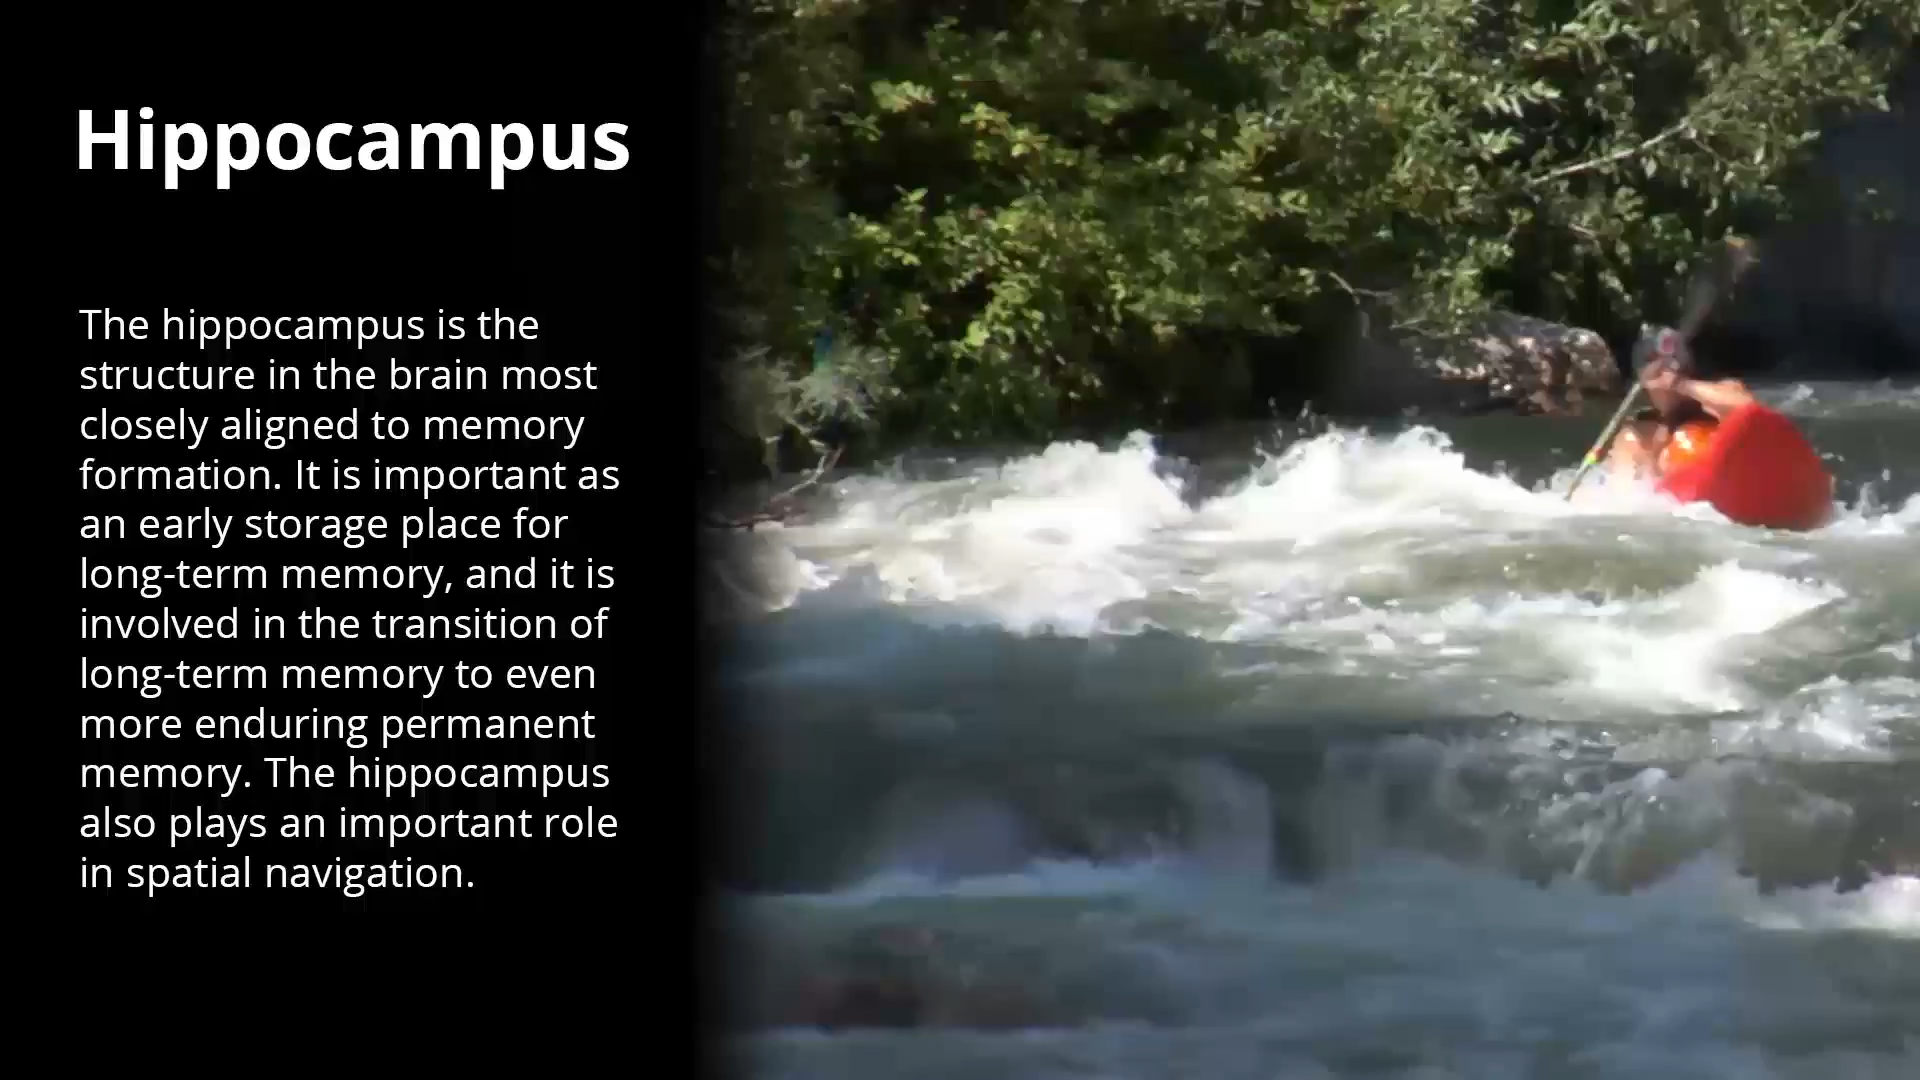 Hippocampus
The hippocampus is the
structure in the brain most
closely aligned to memory
formation. It is important as
an early storage place for
long-term memory, and it is
involved in the transition of
long-term memory to even
more enduring permanent
memory. The hippocampus
also plays an important role
in spatial navigation.